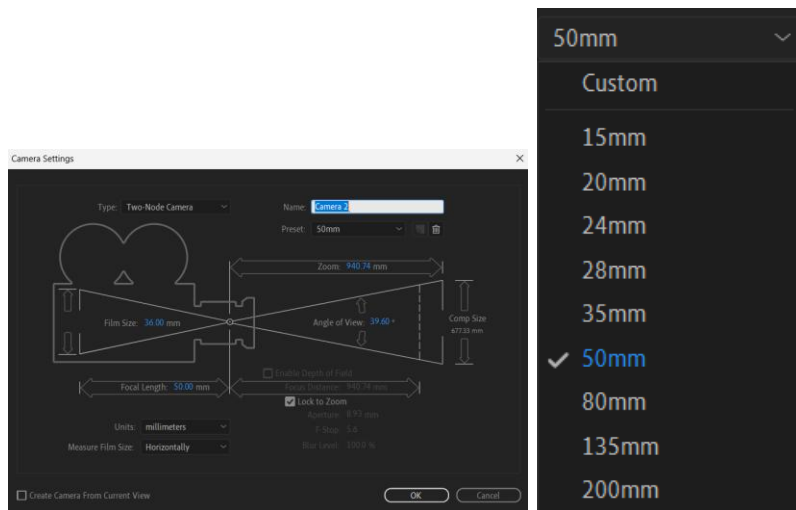 Camera Settings
Type: Two-Node Camera
Name: Camera 2
Preset: 50mm
Zoom: 940.74 mm
Film Size: 36.00 mm
Angle of View: 39.60 °
Comp Size
677.33 mm
Enable Depth of Field
Focal Length: 50.00 mm
Focus Distance: 940.74 mm
Lock to Zoom
Aperture: 8.93 mm
F-Stop: 5.6
Blur Level: 100.0 %
Units: millimeters
Measure Film Size: Horizontally
Create Camera From Current View
OK
Cancel
50mm
Custom
15mm
20mm
24mm
28mm
35mm
50mm
80mm
135mm
200mm